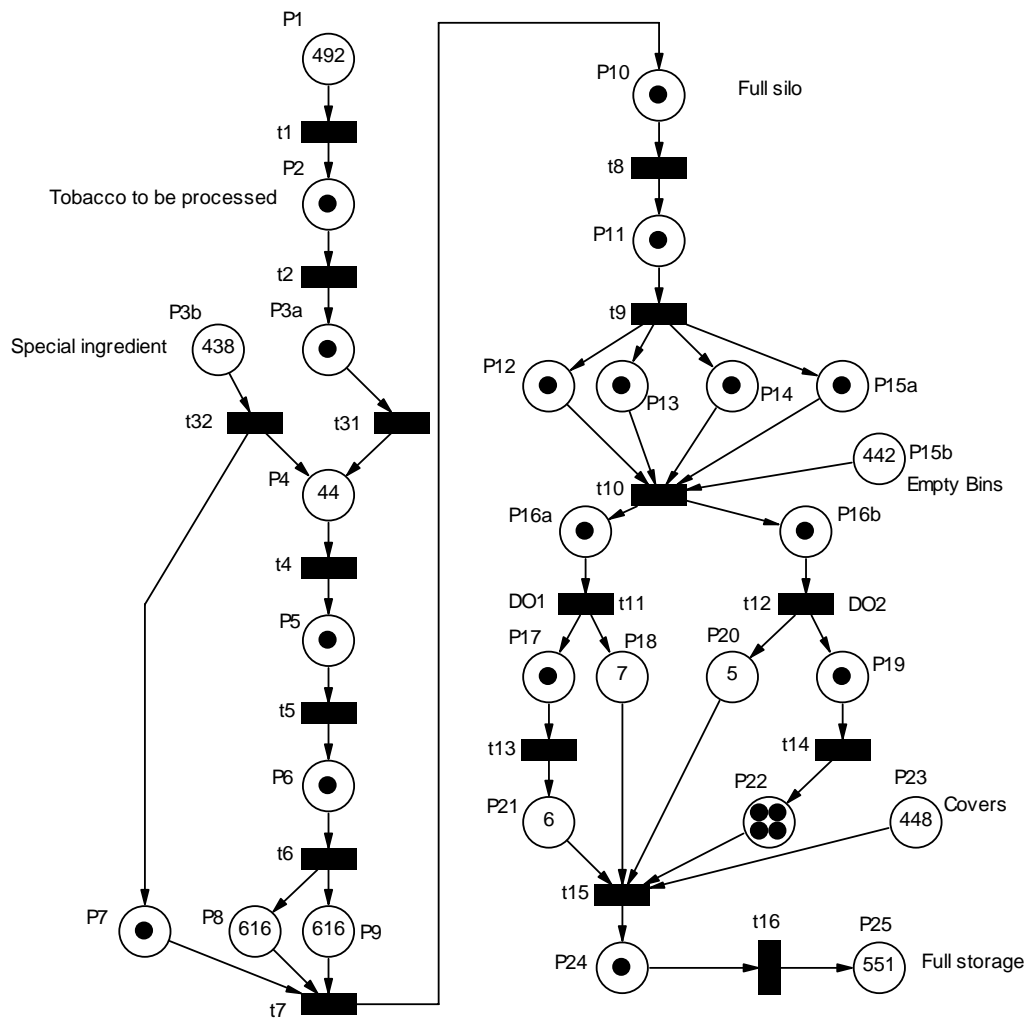 P1
492
t1
P2
Tobacco to be processed
t2
P3a
P3b
438
Special ingredient
t32
t31
P4
44
t4
P5
t5
P6
t6
P7
P8
616
616
P9
t7
P10
Full silo
t8
P11
t9
P12
P13
P14
P15a
442
P15b
Empty Bins
t10
P16a
P16b
DO1
t11
t12
DO2
P17
P18
7
P20
5
P19
t13
t14
P21
6
P22
P23
448
Covers
t15
P24
t16
P25
551
Full storage